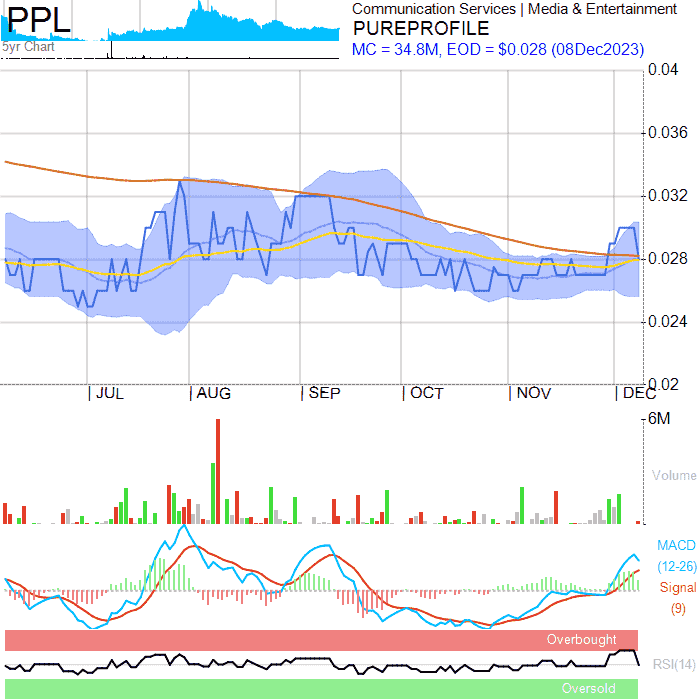 PPL
5yr Chart
Communication Services | Media & Entertainment
PUREPROFILE
MC = 34.8M, EOD = $0.028 (08Dec2023)
0.04
0.036
0.032
0.028
0.024
0.02
JUL AUG SEP OCT NOV DEC
6M
Volume
MACD
(12-26)
Signal
(9)
Overbought
RSI(14)
Oversold